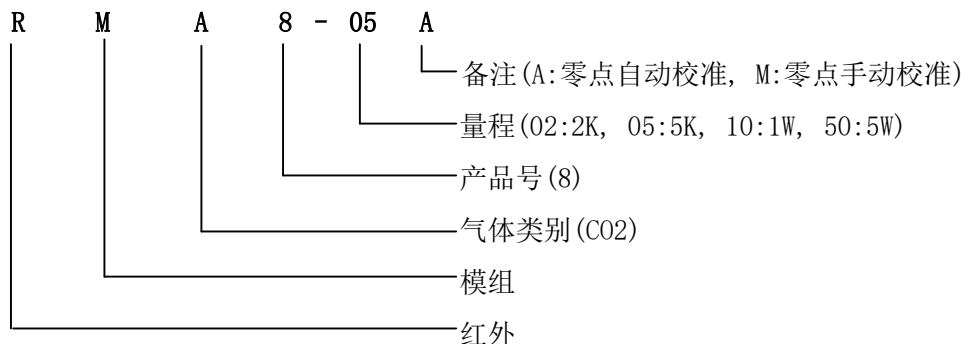 R M A 8 - 05 A
备注(A:零点自动校准, M:零点手动校准)
量程(02:2K, 05:5K, 10:1W, 50:5W)
产品号(8)
气体类别(CO2)
模组
红外